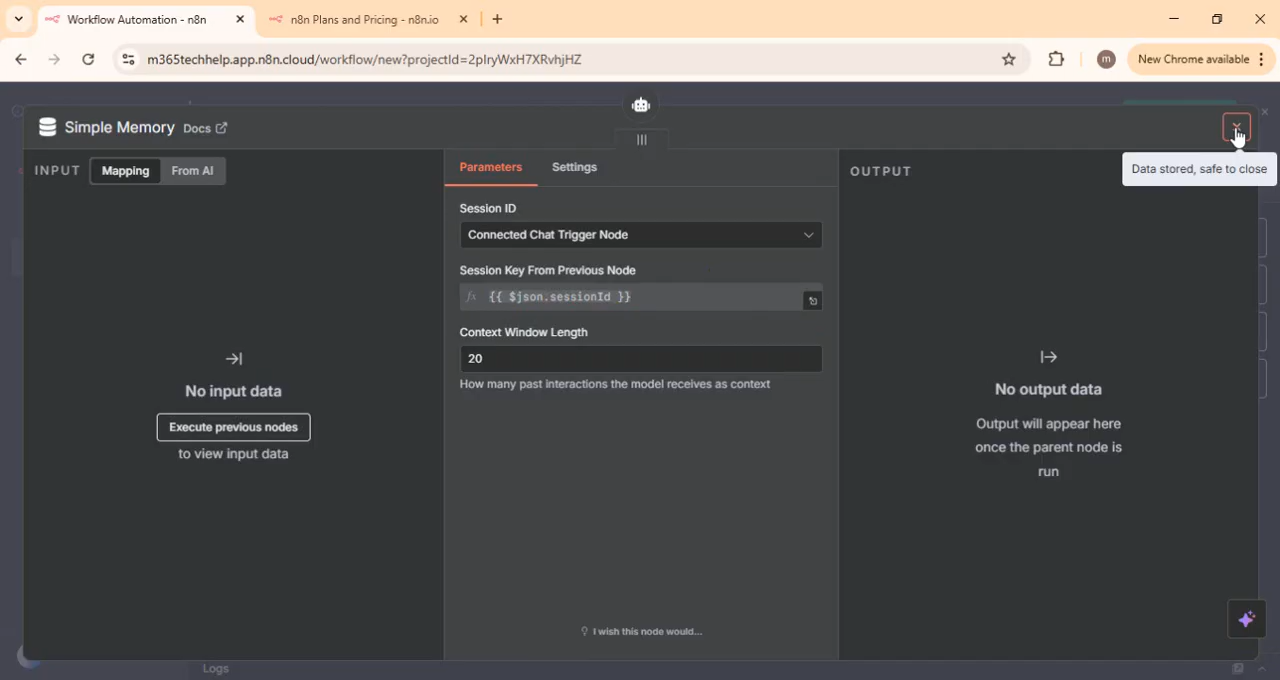 Workflow Automation - n8n
n8n Plans and Pricing - n8n.io
m365techhelp.app.n8n.cloud/workflow/new?projectId=2pIryWxH7XRvhjHZ
m
New Chrome available
Simple Memory Docs
Data stored, safe to close
INPUT Mapping From AI
Parameters Settings
OUTPUT
Session ID
Connected Chat Trigger Node
Session Key From Previous Node
fx {{ $json.sessionId }}
Context Window Length
20
How many past interactions the model receives as context
No input data
Execute previous nodes
to view input data
No output data
Output will appear here
once the parent node is
run
I wish this node would...
Logs